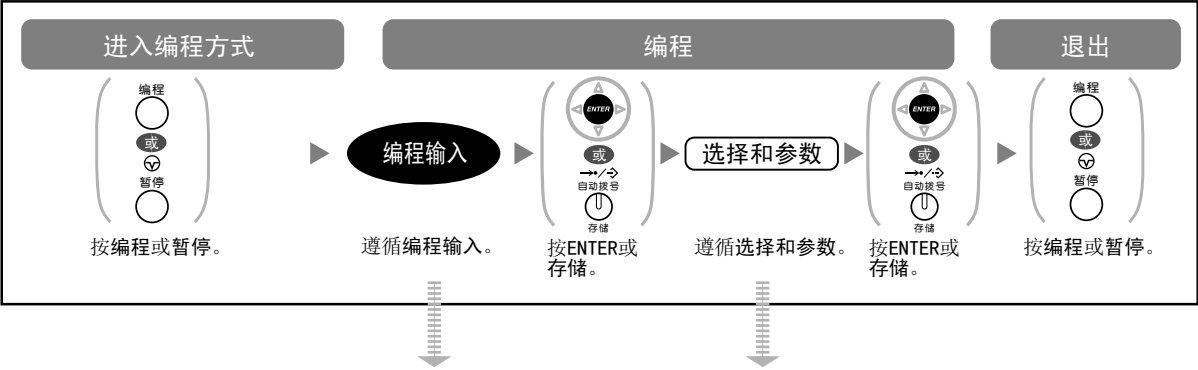 进入编程方式
编程
退出
编程
或
暂停
按编程或暂停。
编程输入
遵循编程输入。
ENTER
或
自动拨号
存储
按ENTER或
存储。
选择和参数
遵循选择和参数。
ENTER
或
自动拨号
存储
按ENTER或
存储。
编程
或
暂停
按编程或暂停。